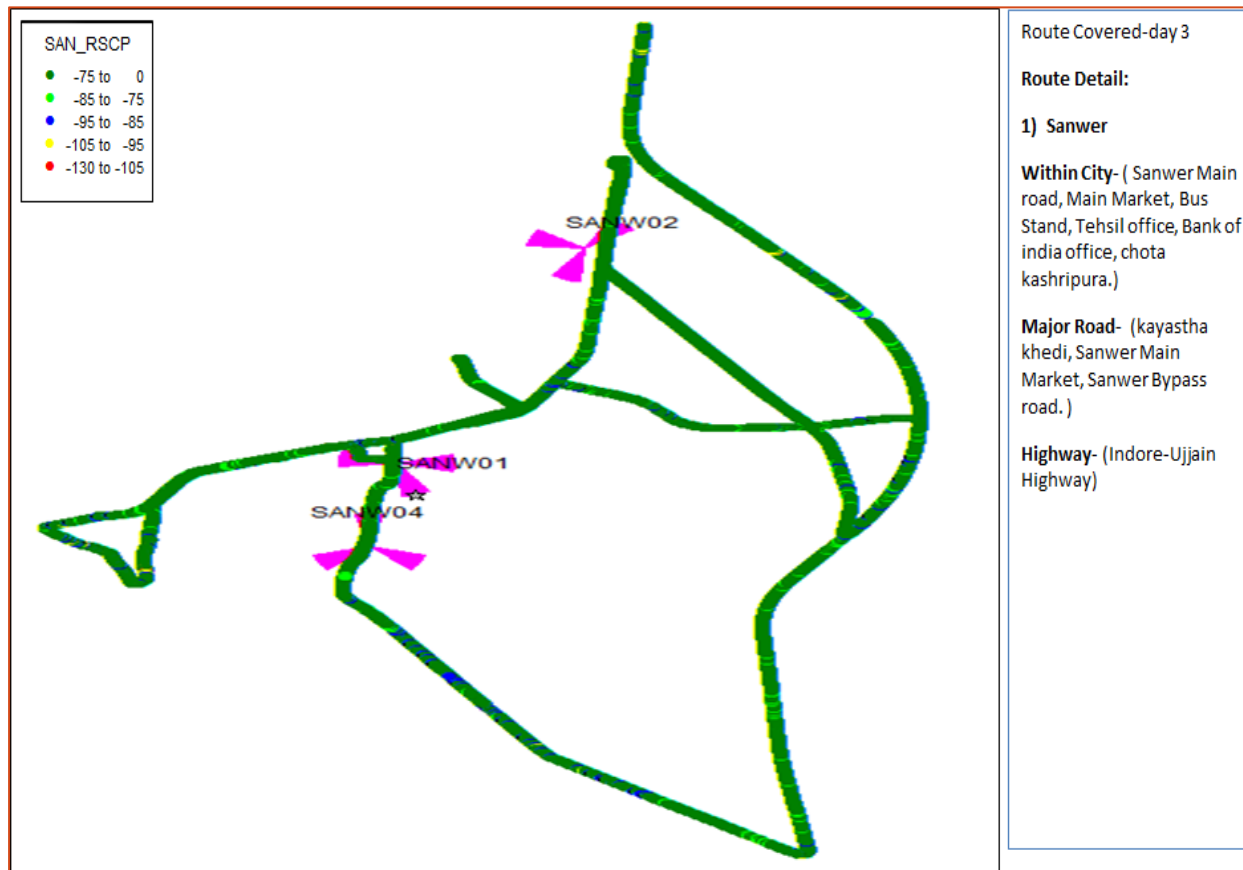 SAN_RSCP
-75 to 0
-85 to -75
-95 to -85
-105 to -95
-130 to -105
SANW02
SANW01
SANW04
Route Covered-day 3
Route Detail:
1) Sanwer
Within City- ( Sanwer Main
road, Main Market, Bus
Stand, Tehsil office, Bank of
india office, chota
kashripura.)
Major Road- (kayastha
khedi, Sanwer Main
Market, Sanwer Bypass
road. )
Highway- (Indore-Ujjain
Highway)